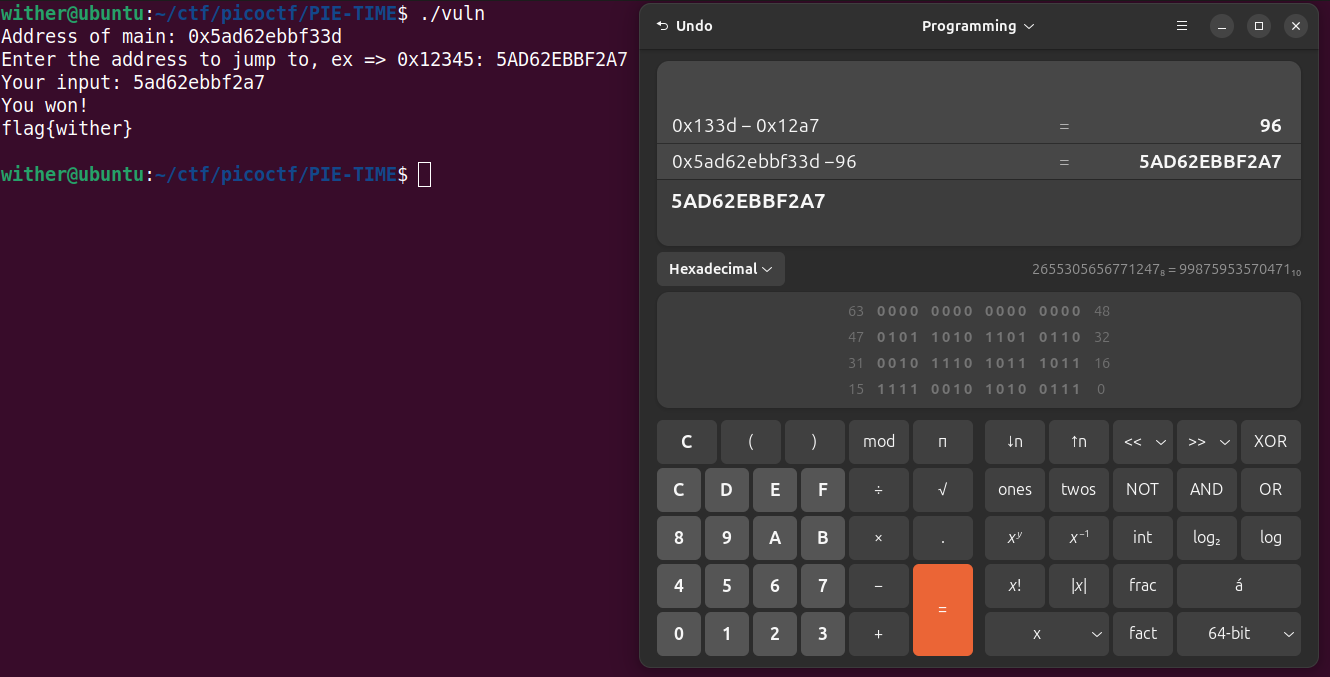 wither@ubuntu:~/ctf/picoctf/PIE-TIME$ ./vuln
Address of main: 0x5ad62ebbf33d
Enter the address to jump to, ex => 0x12345: 5AD62EBBF2A7
Your input: 5ad62ebbf2a7
You won!
flag{wither}
wither@ubuntu:~/ctf/picoctf/PIE-TIME$
Undo Programming
0x133d – 0x12a7 = 96
0x5ad62ebbf33d –96 = 5AD62EBBF2A7
5AD62EBBF2A7
Hexadecimal 2655305656771247₈ = 99875953570471₁₀
63 0000 0000 0000 0000 48
47 0101 1010 1101 0110 32
31 0010 1110 1011 1011 16
15 1111 0010 1010 0111 0
C ( ) mod π ↓n ↑n << >> XOR
C D E F ÷ √ ones twos NOT AND OR
8 9 A B × . xʸ x⁻¹ int log₂ log
4 5 6 7 − = x! |x| frac á
0 1 2 3 + x fact 64-bit